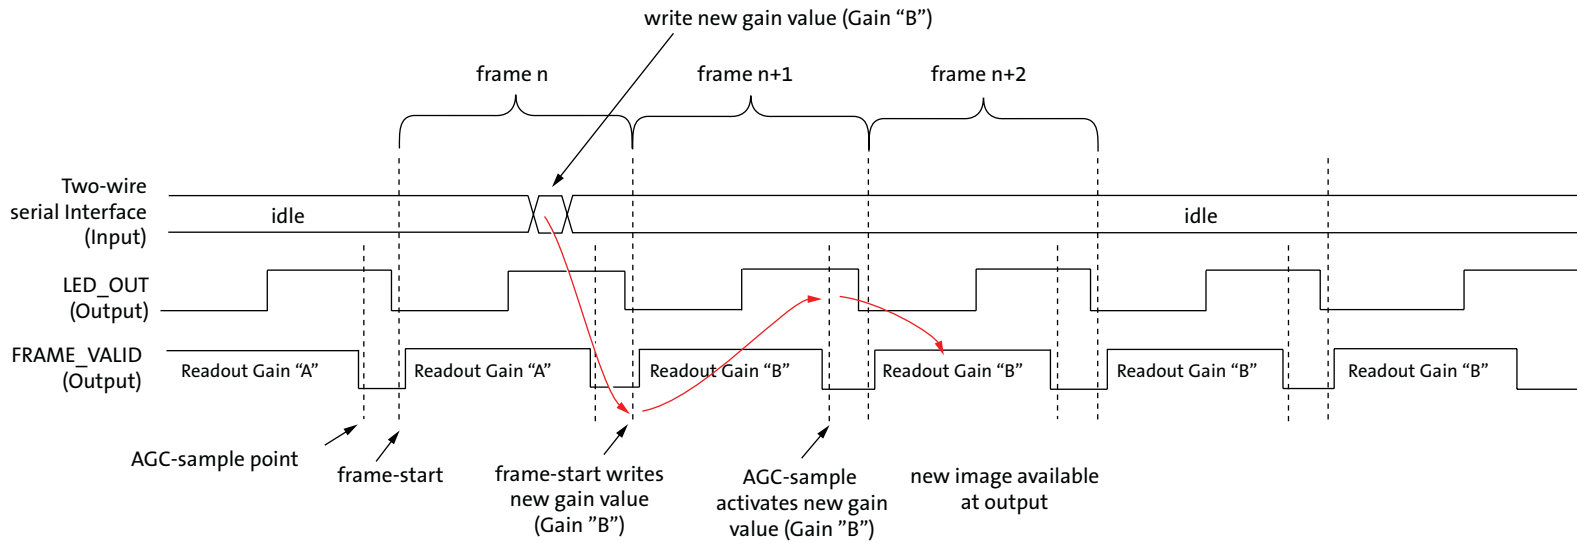 write new gain value (Gain “B”)
frame n
frame n+1
frame n+2
Two-wire
serial Interface
(Input)
idle
idle
LED_OUT
(Output)
FRAME_VALID
(Output)
Readout Gain “A”
Readout Gain “A”
Readout Gain “B”
Readout Gain “B”
Readout Gain “B”
Readout Gain “B”
AGC-sample point
frame-start
frame-start writes
new gain value
(Gain ”B”)
AGC-sample
activates new gain
value (Gain ”B”)
new image available
at output